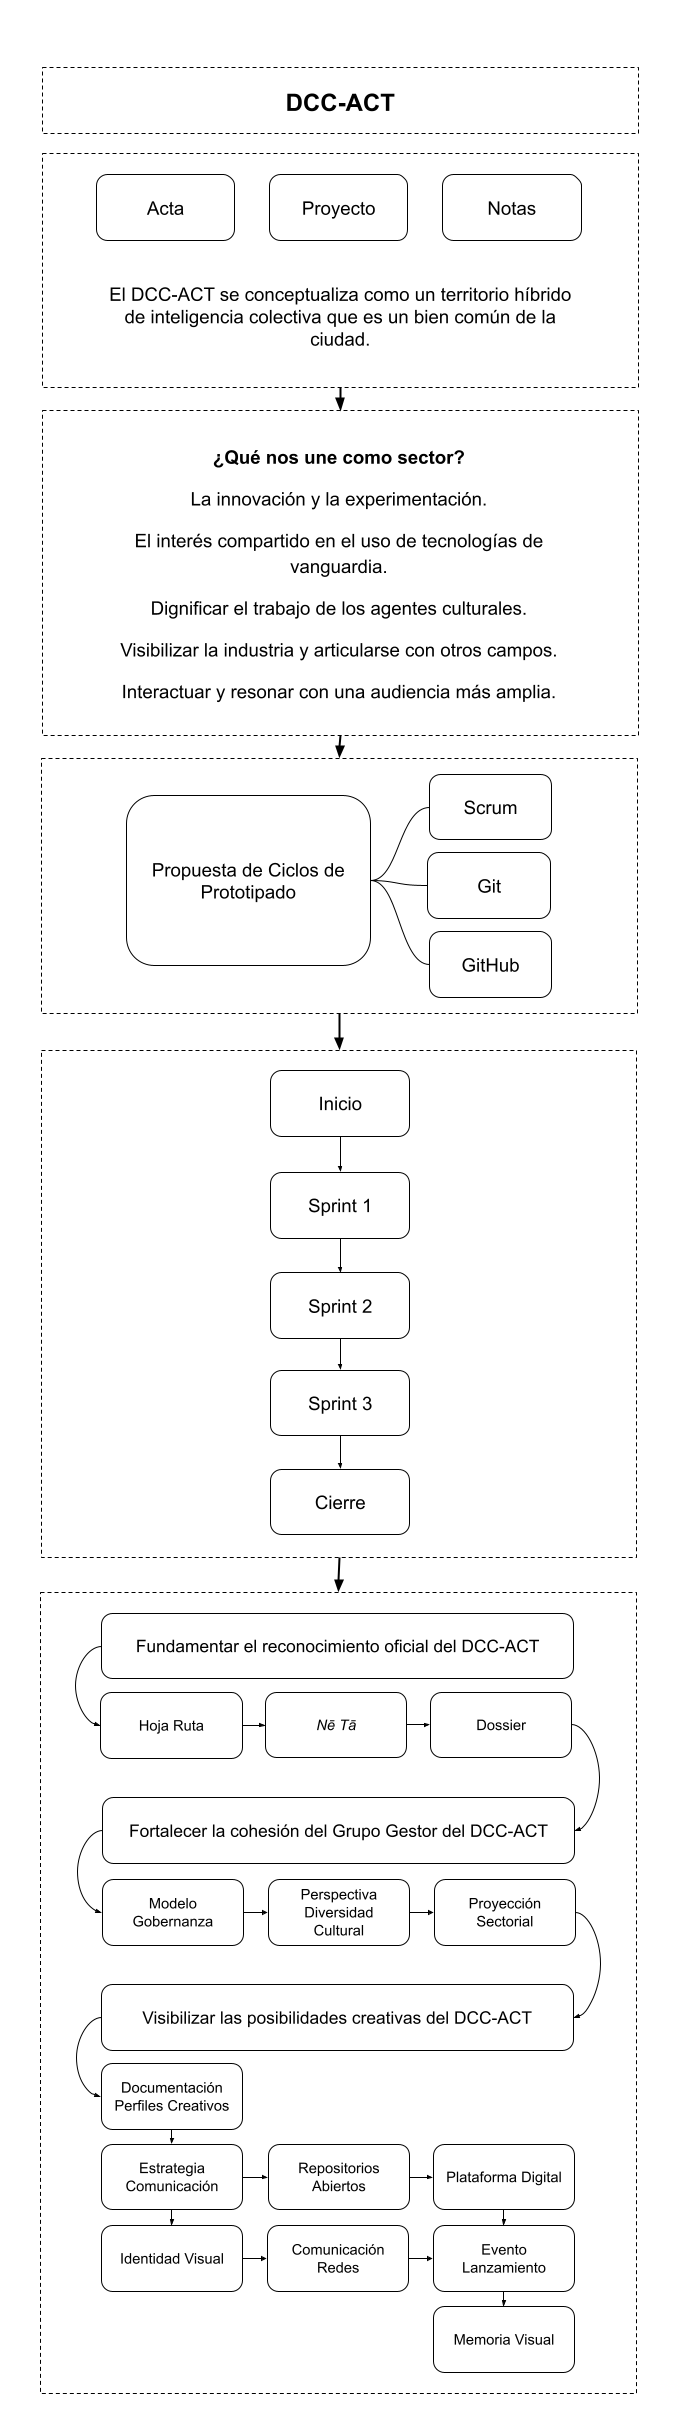 DCC-ACT
Acta
Proyecto
Notas
El DCC-ACT se conceptualiza como un territorio híbrido
de inteligencia colectiva que es un bien común de la
ciudad.
¿Qué nos une como sector?
La innovación y la experimentación.
El interés compartido en el uso de tecnologías de
vanguardia.
Dignificar el trabajo de los agentes culturales.
Visibilizar la industria y articularse con otros campos.
Interactuar y resonar con una audiencia más amplia.
Propuesta de Ciclos de
Prototipado
Scrum
Git
GitHub
Inicio
Sprint 1
Sprint 2
Sprint 3
Cierre
Fundamentar el reconocimiento oficial del DCC-ACT
Hoja Ruta
Nē Tā
Dossier
Fortalecer la cohesión del Grupo Gestor del DCC-ACT
Modelo
Gobernanza
Perspectiva
Diversidad
Cultural
Proyección
Sectorial
Visibilizar las posibilidades creativas del DCC-ACT
Documentación
Perfiles Creativos
Estrategia
Comunicación
Repositorios
Abiertos
Plataforma Digital
Identidad Visual
Comunicación
Redes
Evento
Lanzamiento
Memoria Visual